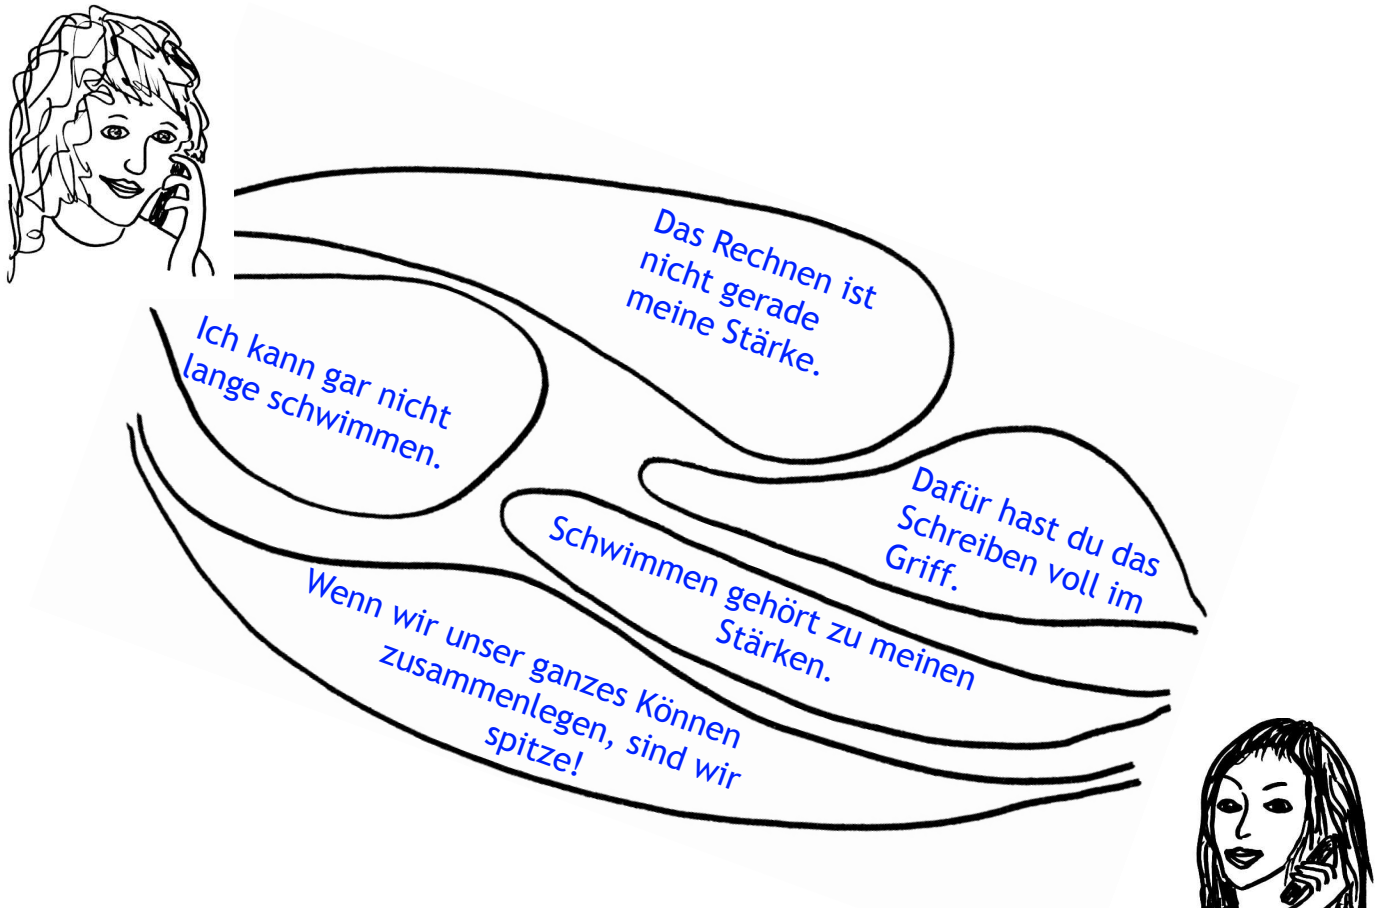 Das Rechnen ist
nicht gerade
meine Stärke.
Dafür hast du das
Schreiben voll im
Griff.
Ich kann gar nicht
lange schwimmen.
Schwimmen gehört zu meinen
Stärken.
Wenn wir unser ganzes Können
zusammenlegen, sind wir
spitze!